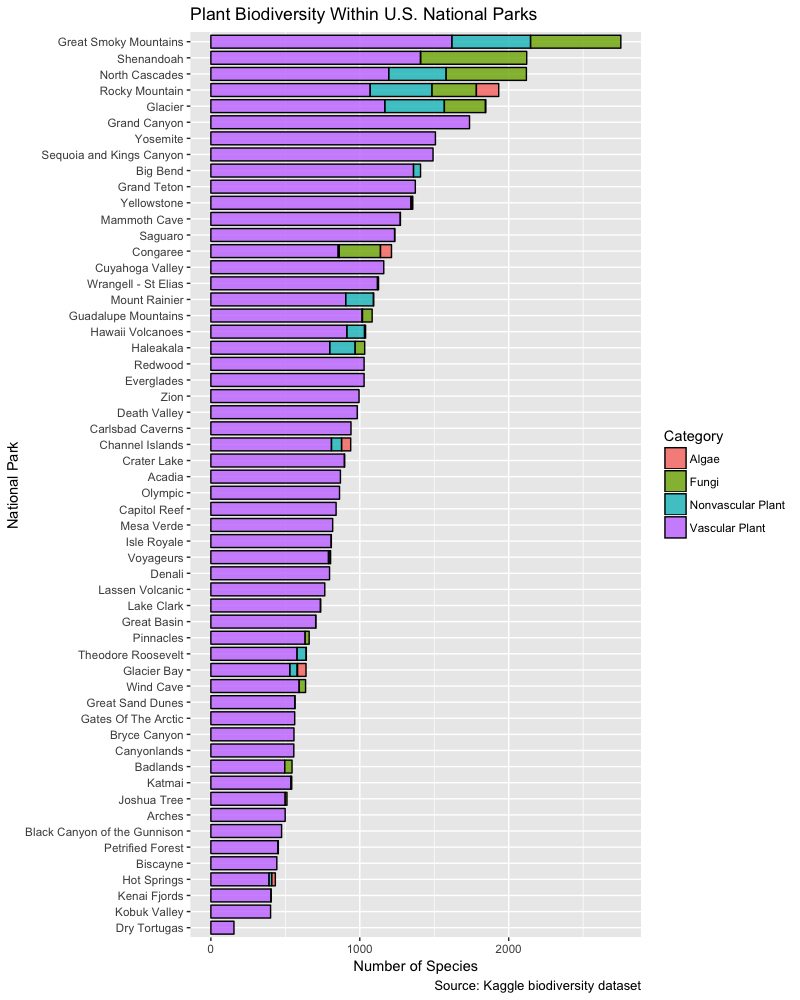 Plant Biodiversity Within U.S. National Parks
Great Smoky Mountains
Shenandoah
North Cascades
Rocky Mountain
Glacier
Grand Canyon
Yosemite
Sequoia and Kings Canyon
Big Bend
Grand Teton
Yellowstone
Mammoth Cave
Saguaro
Congaree
Cuyahoga Valley
Wrangell - St Elias
Mount Rainier
Guadalupe Mountains
Hawaii Volcanoes
Haleakala
Redwood
Everglades
Zion
Death Valley
Carlsbad Caverns
Channel Islands
Crater Lake
Acadia
Olympic
Capitol Reef
Mesa Verde
Isle Royale
Voyageurs
Denali
Lassen Volcanic
Lake Clark
Great Basin
Pinnacles
Theodore Roosevelt
Glacier Bay
Wind Cave
Great Sand Dunes
Gates Of The Arctic
Bryce Canyon
Canyonlands
Badlands
Katmai
Joshua Tree
Arches
Black Canyon of the Gunnison
Petrified Forest
Biscayne
Hot Springs
Kenai Fjords
Kobuk Valley
Dry Tortugas
National Park
0 1000 2000
Number of Species
Source: Kaggle biodiversity dataset
Category
Algae
Fungi
Nonvascular Plant
Vascular Plant